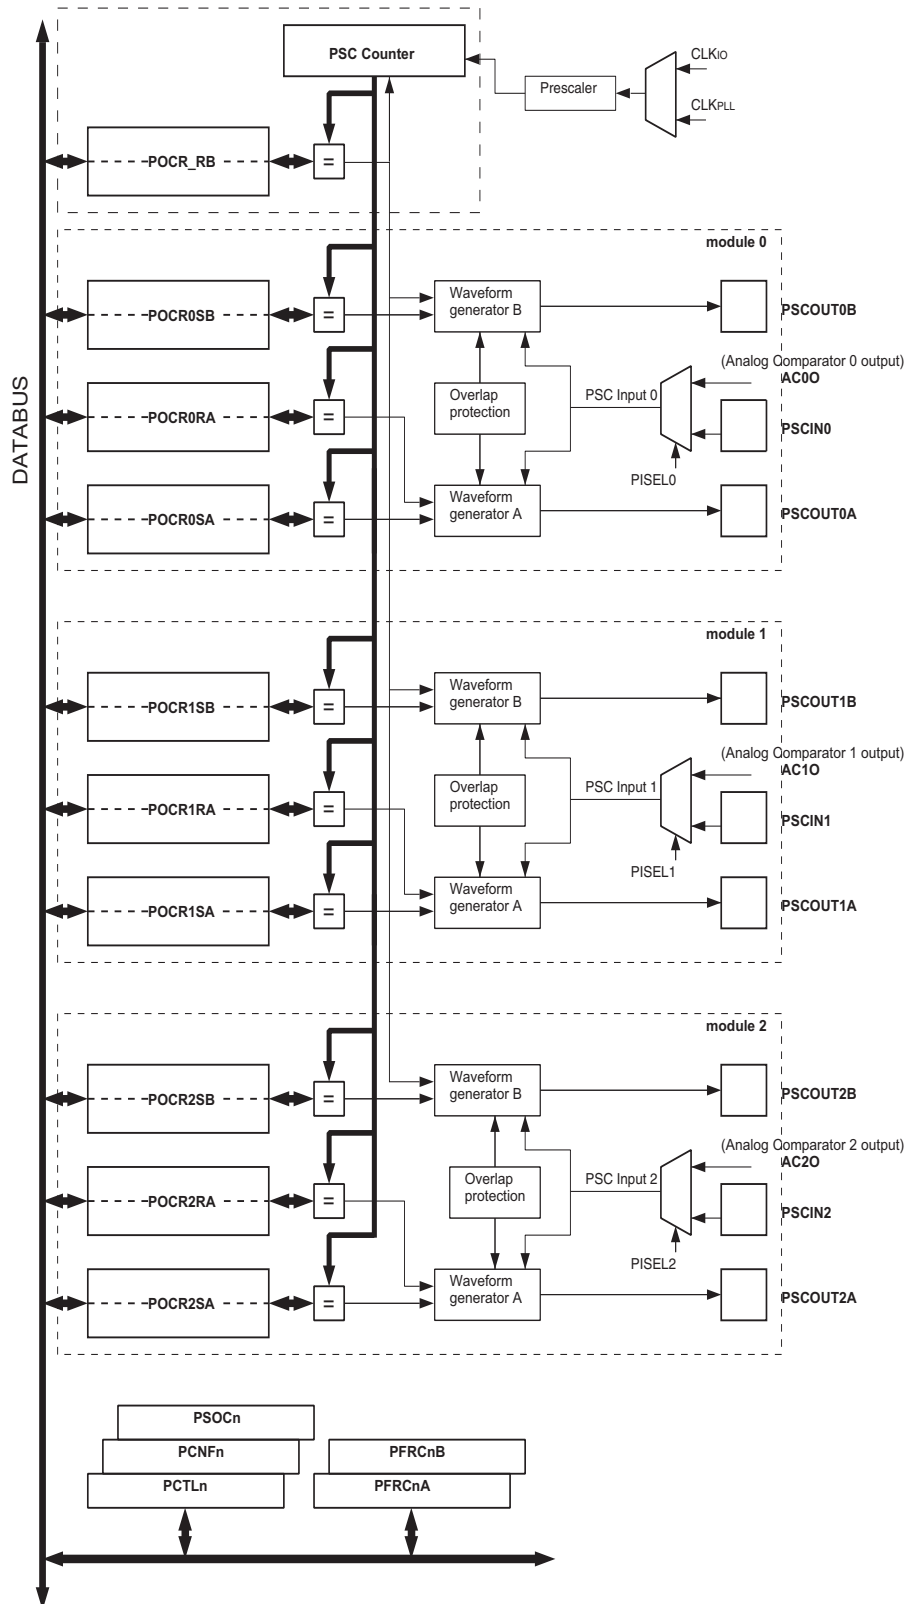 PSC Counter
CLKIO
Prescaler
CLKPLL
POCR_RB
=
module 0
POCR0SB
=
Waveform
generator B
PSCOUT0B
(Analog Comparator 0 output)
AC0O
DATABUS
POCR0RA
=
Overlap
protection
PSC Input 0
PSCIN0
PISEL0
POCR0SA
=
Waveform
generator A
PSCOUT0A
module 1
POCR1SB
=
Waveform
generator B
PSCOUT1B
(Analog Comparator 1 output)
AC1O
POCR1RA
=
Overlap
protection
PSC Input 1
PSCIN1
PISEL1
POCR1SA
=
Waveform
generator A
PSCOUT1A
module 2
POCR2SB
=
Waveform
generator B
PSCOUT2B
(Analog Comparator 2 output)
AC2O
POCR2RA
=
Overlap
protection
PSC Input 2
PSCIN2
PISEL2
POCR2SA
=
Waveform
generator A
PSCOUT2A
PSOCn
PCNFn
PFRCnB
PCTLn
PFRCnA